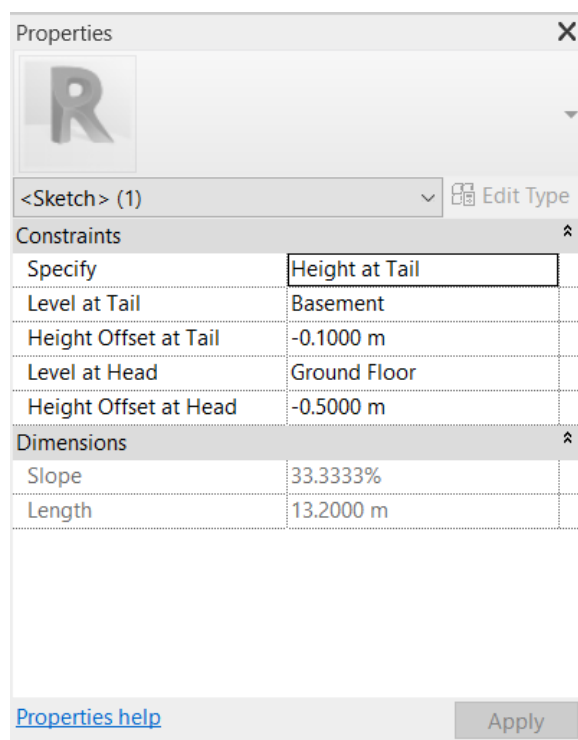 Properties
<Sketch> (1) Edit Type
Constraints
Specify Height at Tail
Level at Tail Basement
Height Offset at Tail -0.1000 m
Level at Head Ground Floor
Height Offset at Head -0.5000 m
Dimensions
Slope 33.3333%
Length 13.2000 m
Properties help Apply